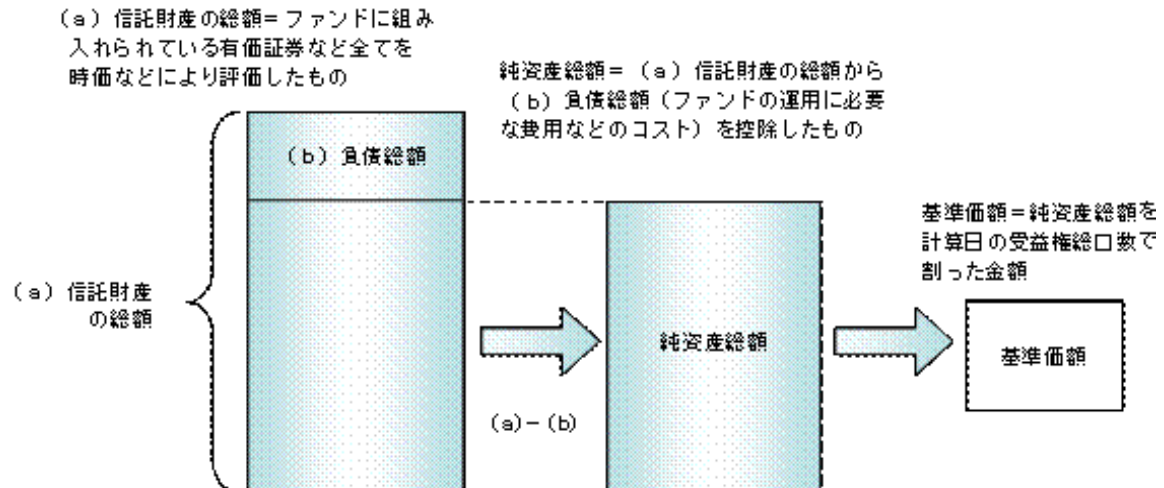 (a)信託財産の総額=ファンドに組み
入れられている有価証券など全てを
時価などにより評価したもの
純資産総額=(a)信託財産の総額から
(b)負債総額(ファンドの運用に必要
な費用などのコスト)を控除したもの
(b)負債総額
基準価額=純資産総額を
計算日の受益権総口数で
割った金額
(a)信託財産
の総額
純資産総額
基準価額
(a)-(b)